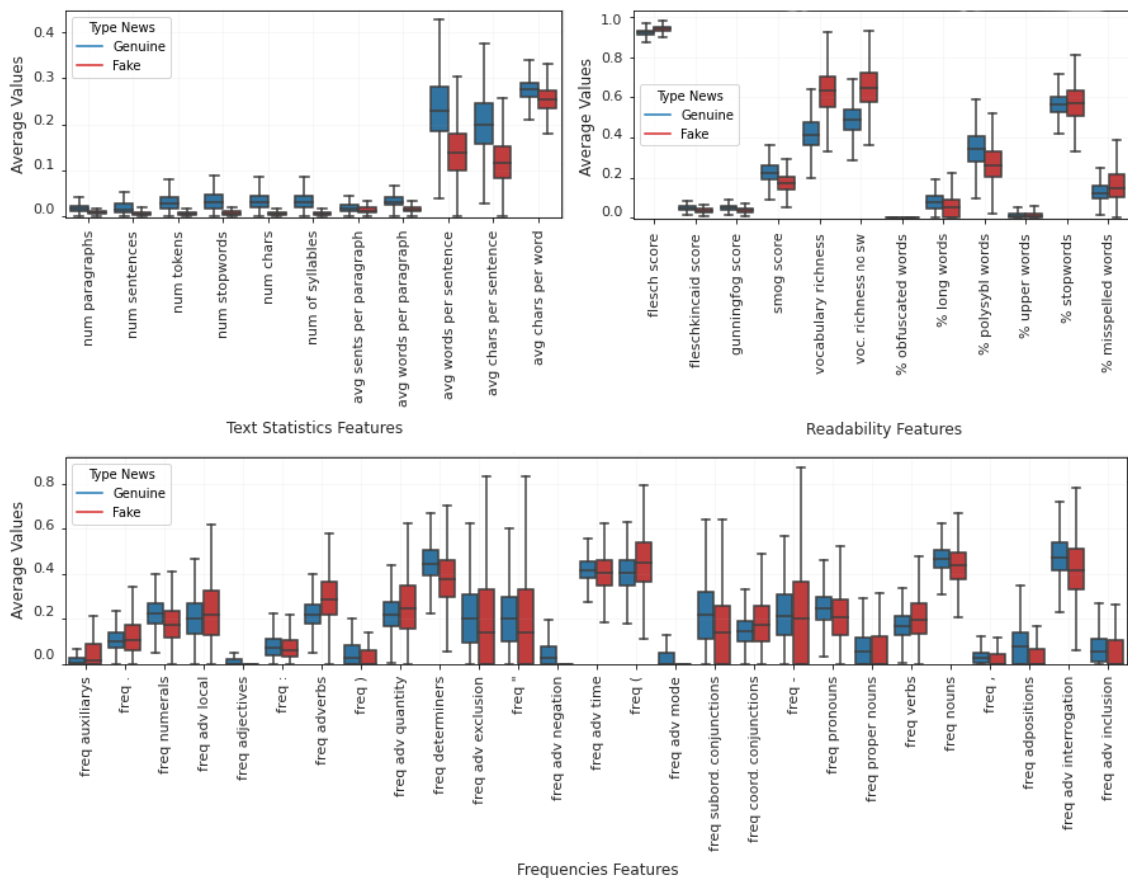 Average Values
0.4
0.3
0.2
0.1
0.0
Type News
Genuine
Fake
num paragraphs
num sentences
num tokens
num stopwords
num chars
num of syllables
avg sents per paragraph
avg words per paragraph
avg words per sentence
avg chars per sentence
avg chars per word
Text Statistics Features
Average Values
1.0
0.8
0.6
0.4
0.2
0.0
Type News
Genuine
Fake
flesch score
fleschkincaid score
gunningfog score
smog score
vocabulary richness
voc. richness no sw
% obfuscated words
% long words
% polysybl words
% upper words
% stopwords
% misspelled words
Readability Features
Average Values
0.8
0.6
0.4
0.2
0.0
Type News
Genuine
Fake
freq auxiliarys
freq .
freq numerals
freq adv local
freq adjectives
freq :
freq adverbs
freq )
freq adv quantity
freq determiners
freq adv exclusion
freq "
freq adv negation
freq adv time
freq (
freq adv mode
freq subord. conjunctions
freq coord. conjunctions
freq -
freq pronouns
freq proper nouns
freq verbs
freq nouns
freq ,
freq adpositions
freq adv interrogation
freq adv inclusion
Frequencies Features